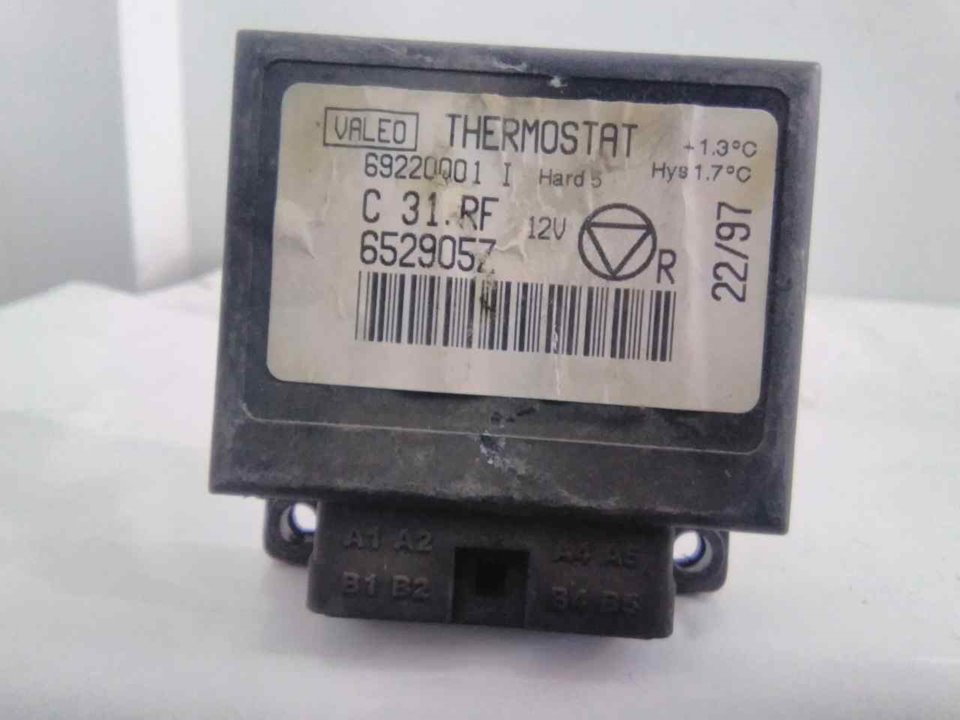 VALEO THERMOSTAT
69220001 I Hard 5
-1.3°C
Hys 1.7°C
C 31.RF
12V
R
6529057
22/97
A1 A2 A4 A5
B1 B2 B4 B5